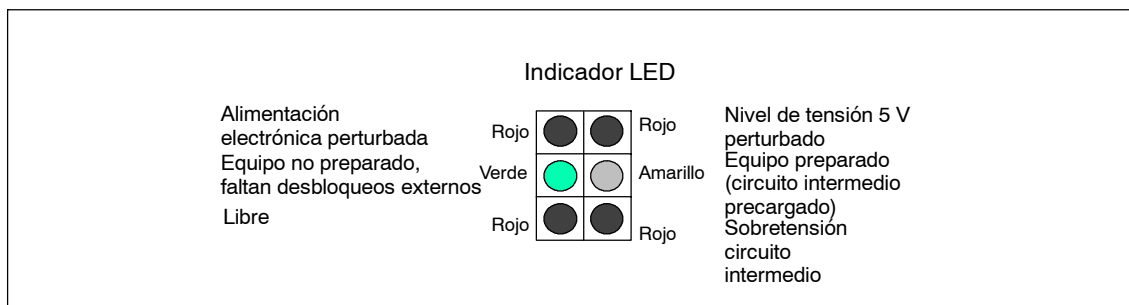 Indicador LED
Alimentación
electrónica perturbada
Equipo no preparado,
faltan desbloqueos externos
Libre
Rojo
Rojo
Verde
Amarillo
Rojo
Rojo
Nivel de tensión 5 V
perturbado
Equipo preparado
(circuito intermedio
precargado)
Sobretensión
circuito
intermedio